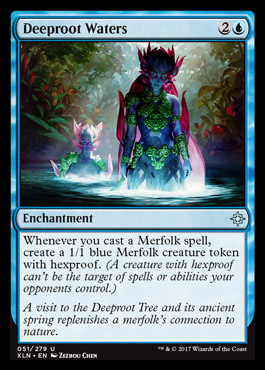 Deeproot Waters 2
Enchantment
Whenever you cast a Merfolk spell,
create a 1/1 blue Merfolk creature token
with hexproof. (A creature with hexproof
can't be the target of spells or abilities your
opponents control.)
A visit to the Deeproot Tree and its ancient
spring replenishes a merfolk's connection to
nature.
051/279 U
XLN • EN Zezhou Chen
™ & © 2017 Wizards of the Coast